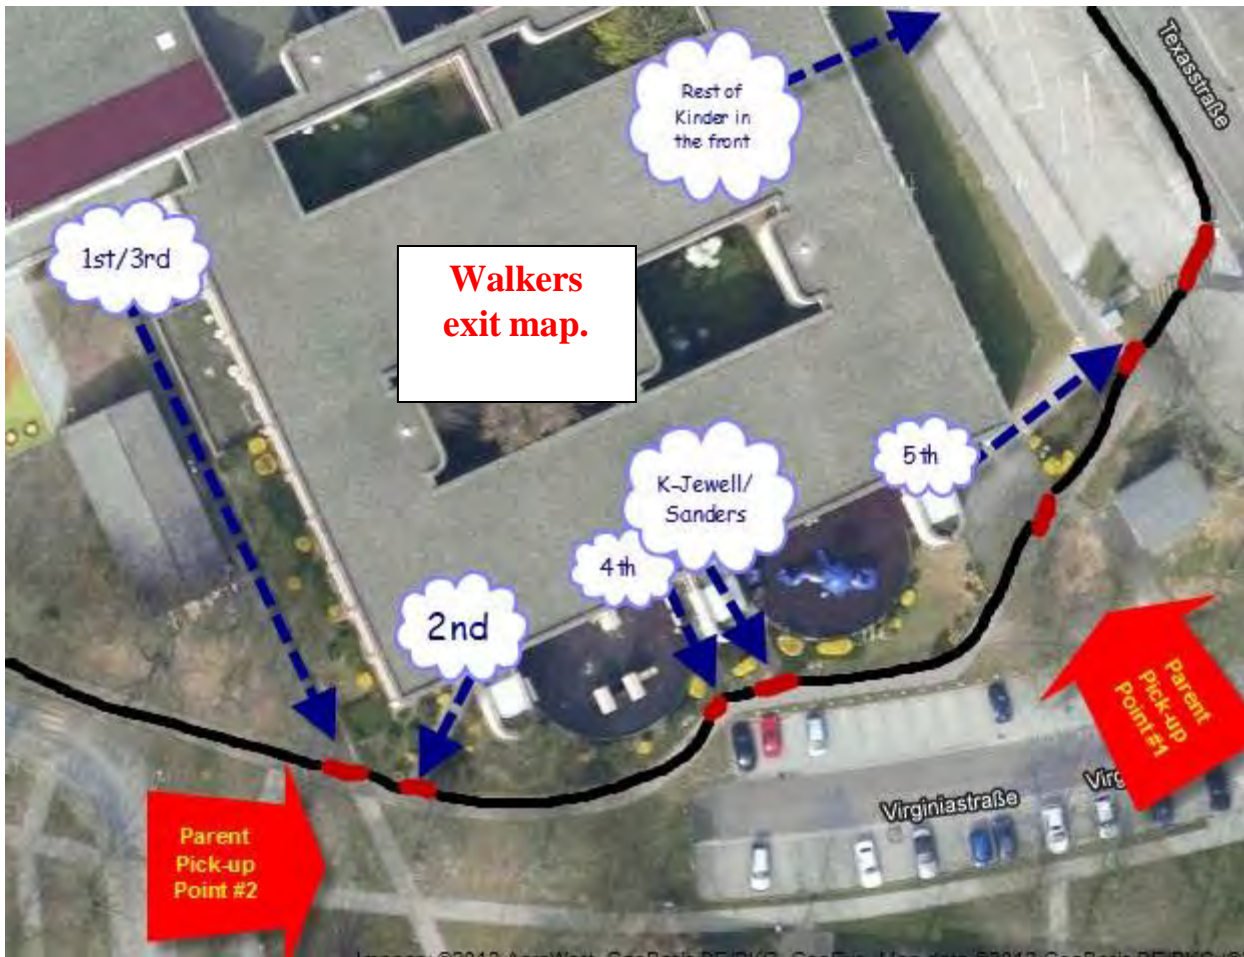 Texasstraße
Rest of
Kinder in
the front
1st/3rd
Walkers
exit map.
5th
K-Jewell/
Sanders
4th
2nd
Parent
Pick-up
Point #1
Virginiastraße
Parent
Pick-up
Point #2